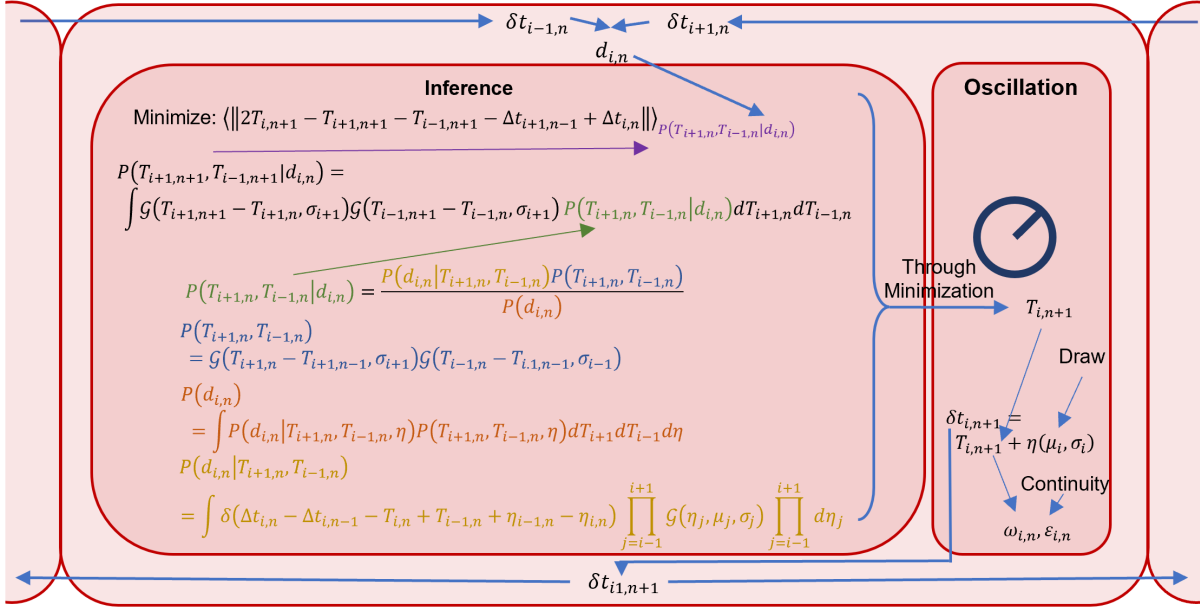 δt_{i−1,n} δt_{i+1,n}
d_{i,n}
Inference
Minimize: ⟨‖2T_{i,n+1} − T_{i+1,n+1} − T_{i−1,n+1} − Δt_{i+1,n−1} + Δt_{i,n}‖⟩_{P(T_{i+1,n},T_{i−1,n}|d_{i,n})}
P(T_{i+1,n+1}, T_{i−1,n+1}|d_{i,n}) =
∫𝒢(T_{i+1,n+1} − T_{i+1,n}, σ_{i+1})𝒢(T_{i−1,n+1} − T_{i−1,n}, σ_{i+1}) P(T_{i+1,n}, T_{i−1,n}|d_{i,n})dT_{i+1,n}dT_{i−1,n}
P(T_{i+1,n}, T_{i−1,n}|d_{i,n}) = P(d_{i,n}|T_{i+1,n}, T_{i−1,n})P(T_{i+1,n}, T_{i−1,n}) / P(d_{i,n})
P(T_{i+1,n}, T_{i−1,n})
= 𝒢(T_{i+1,n} − T_{i+1,n−1}, σ_{i+1})𝒢(T_{i−1,n} − T_{i.1,n−1}, σ_{i−1})
P(d_{i,n})
= ∫P(d_{i,n}|T_{i+1,n}, T_{i−1,n}, η)P(T_{i+1,n}, T_{i−1,n}, η)dT_{i+1}dT_{i−1}dη
P(d_{i,n}|T_{i+1,n}, T_{i−1,n})
= ∫ δ(Δt_{i,n} − Δt_{i,n−1} − T_{i,n} + T_{i−1,n} + η_{i−1,n} − η_{i,n}) ∏_{j=i−1}^{i+1} 𝒢(η_j, μ_j, σ_j) ∏_{j=i−1}^{i+1} dη_j
Oscillation
Through
Minimization
T_{i,n+1}
Draw
δt_{i,n+1} =
T_{i,n+1} + η(μ_i, σ_i)
Continuity
ω_{i,n}, ε_{i,n}
δt_{i1,n+1}